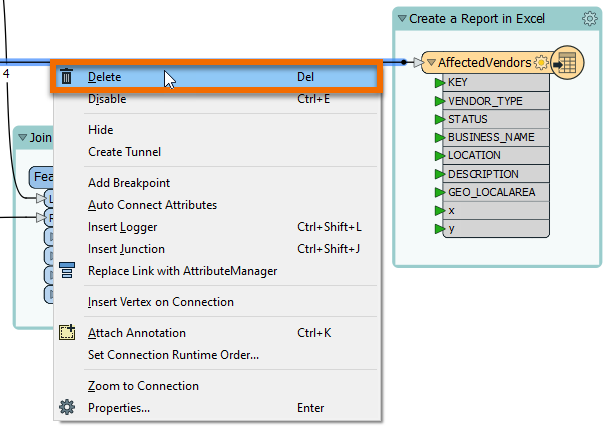 Create a Report in Excel
4
AffectedVendors
KEY
VENDOR_TYPE
STATUS
BUSINESS_NAME
LOCATION
DESCRIPTION
GEO_LOCALAREA
x
y
Join
Fea
L
Delete Del
Disable Ctrl+E
Hide
Create Tunnel
Add Breakpoint
Auto Connect Attributes
Insert Logger Ctrl+Shift+L
Insert Junction Ctrl+Shift+J
Replace Link with AttributeManager
Insert Vertex on Connection
Attach Annotation Ctrl+K
Set Connection Runtime Order...
Zoom to Connection
Properties... Enter